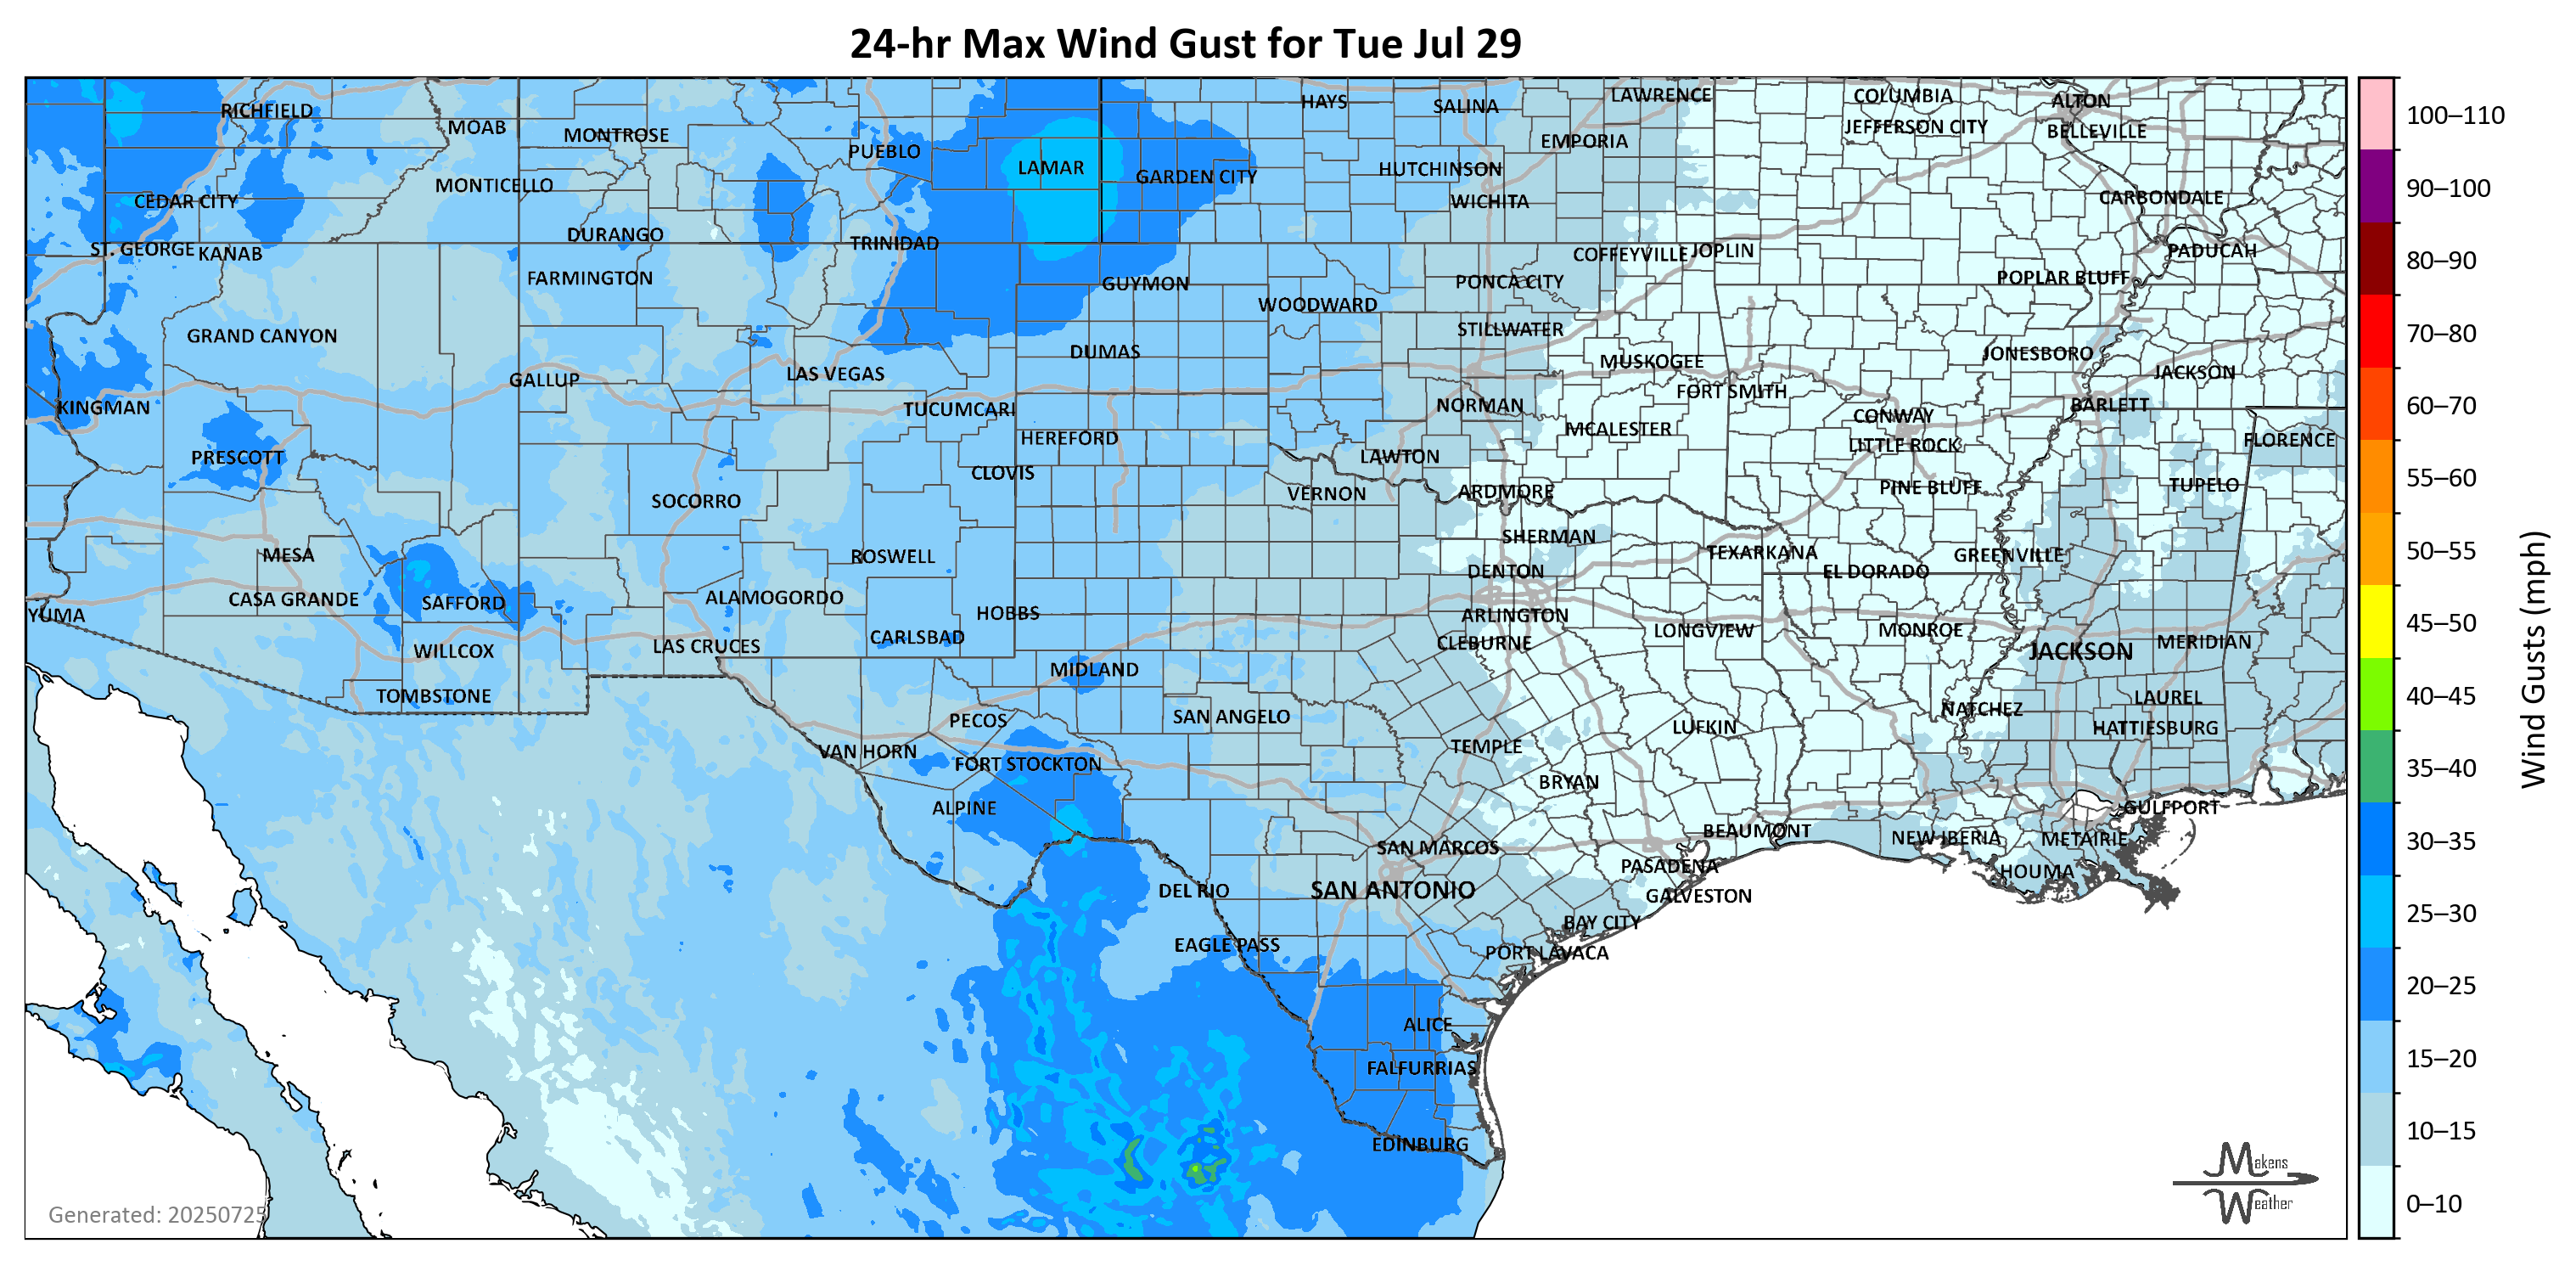 24-hr Max Wind Gust for Tue Jul 29
RICHFIELD
MOAB
MONTROSE
PUEBLO
LAMAR
GARDEN CITY
HAYS
SALINA
LAWRENCE
EMPORIA
HUTCHINSON
WICHITA
COLUMBIA
JEFFERSON CITY
ALTON
BELLEVILLE
CARBONDALE
PADUCAH
CEDAR CITY
MONTICELLO
DURANGO
TRINIDAD
ST. GEORGE
KANAB
FARMINGTON
GUYMON
WOODWARD
PONCA CITY
COFFEYVILLE
JOPLIN
POPLAR BLUFF
GRAND CANYON
DUMAS
STILLWATER
MUSKOGEE
JONESBORO
JACKSON
KINGMAN
GALLUP
LAS VEGAS
TUCUMCARI
NORMAN
FORT SMITH
CONWAY
BARLETT
PRESCOTT
HEREFORD
CLOVIS
LAWTON
MCALESTER
LITTLE ROCK
FLORENCE
SOCORRO
VERNON
ARDMORE
PINE BLUFF
TUPELO
MESA
ROSWELL
SHERMAN
DENTON
TEXARKANA
EL DORADO
GREENVILLE
YUMA
CASA GRANDE
SAFFORD
ALAMOGORDO
HOBBS
ARLINGTON
CLEBURNE
LONGVIEW
MONROE
JACKSON
MERIDIAN
WILLCOX
LAS CRUCES
CARLSBAD
MIDLAND
TOMBSTONE
PECOS
SAN ANGELO
TEMPLE
LUFKIN
NATCHEZ
LAUREL
HATTIESBURG
VAN HORN
FORT STOCKTON
BRYAN
ALPINE
GULFPORT
SAN MARCOS
BEAUMONT
NEW IBERIA
METAIRIE
PASADENA
HOUMA
DEL RIO
SAN ANTONIO
GALVESTON
BAY CITY
EAGLE PASS
PORT LAVACA
ALICE
FALFURRIAS
EDINBURG
Generated: 20250725
Makens
Weather
100–110
90–100
80–90
70–80
60–70
55–60
50–55
45–50
40–45
35–40
30–35
25–30
20–25
15–20
10–15
0–10
Wind Gusts (mph)